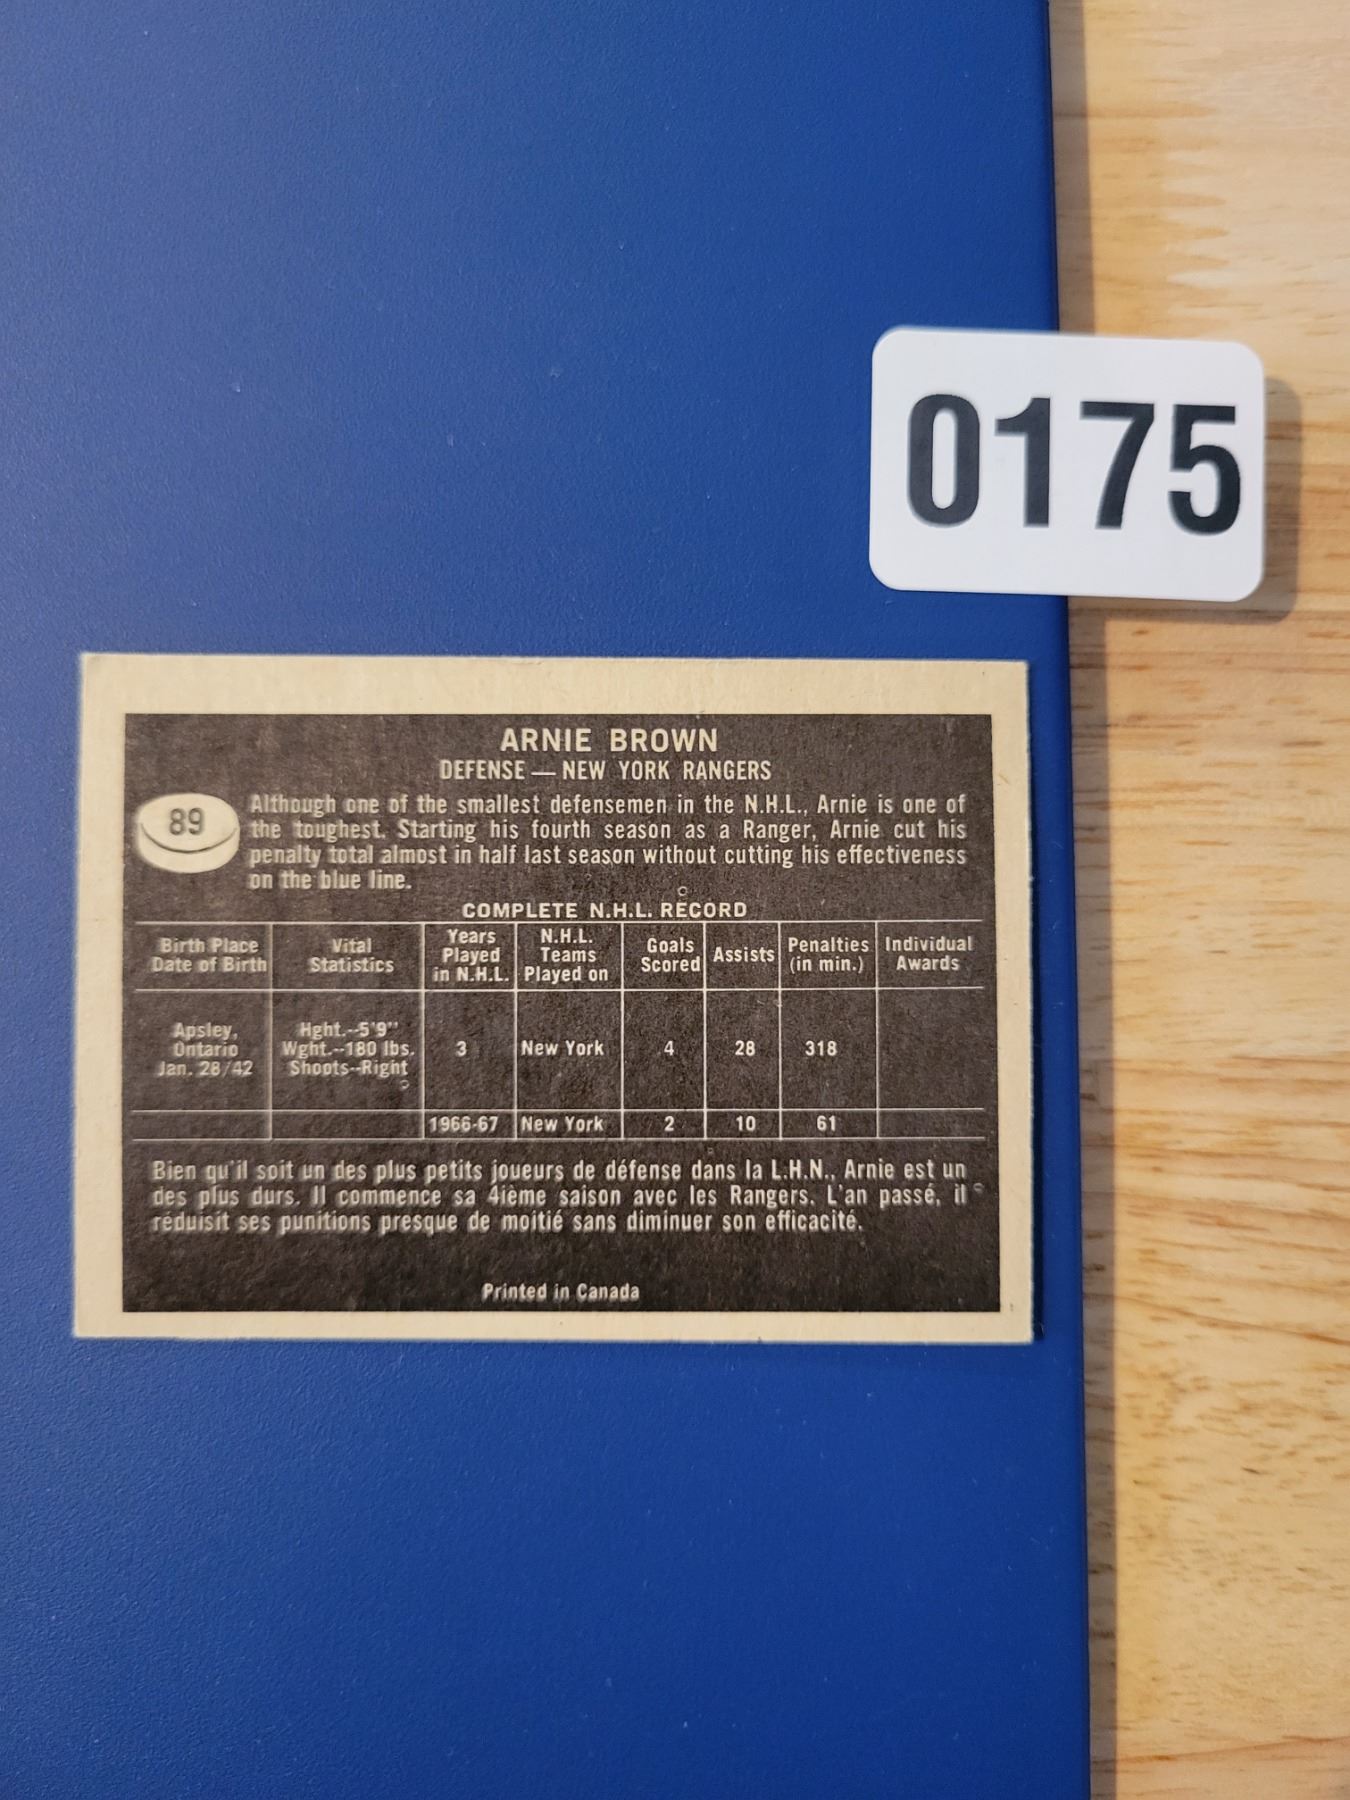 0175
ARNIE BROWN
DEFENSE — NEW YORK RANGERS
89
Although one of the smallest defensemen in the N.H.L., Arnie is one of
the toughest. Starting his fourth season as a Ranger, Arnie cut his
penalty total almost in half last season without cutting his effectiveness
on the blue line.
COMPLETE N.H.L. RECORD
Birth Place Date of Birth | Vital Statistics | Years Played in N.H.L. | N.H.L. Teams Played on | Goals Scored | Assists | Penalties (in min.) | Individual Awards
Apsley, Ontario Jan. 28/42 | Hght.--5'9" Wght.--180 lbs. Shoots--Right | 3 | New York | 4 | 28 | 318
1966-67 | New York | 2 | 10 | 61
Bien qu'il soit un des plus petits joueurs de défense dans la L.H.N., Arnie est un
des plus durs. Il commence sa 4ième saison avec les Rangers. L'an passé, il
réduisit ses punitions presque de moitié sans diminuer son efficacité.
Printed in Canada